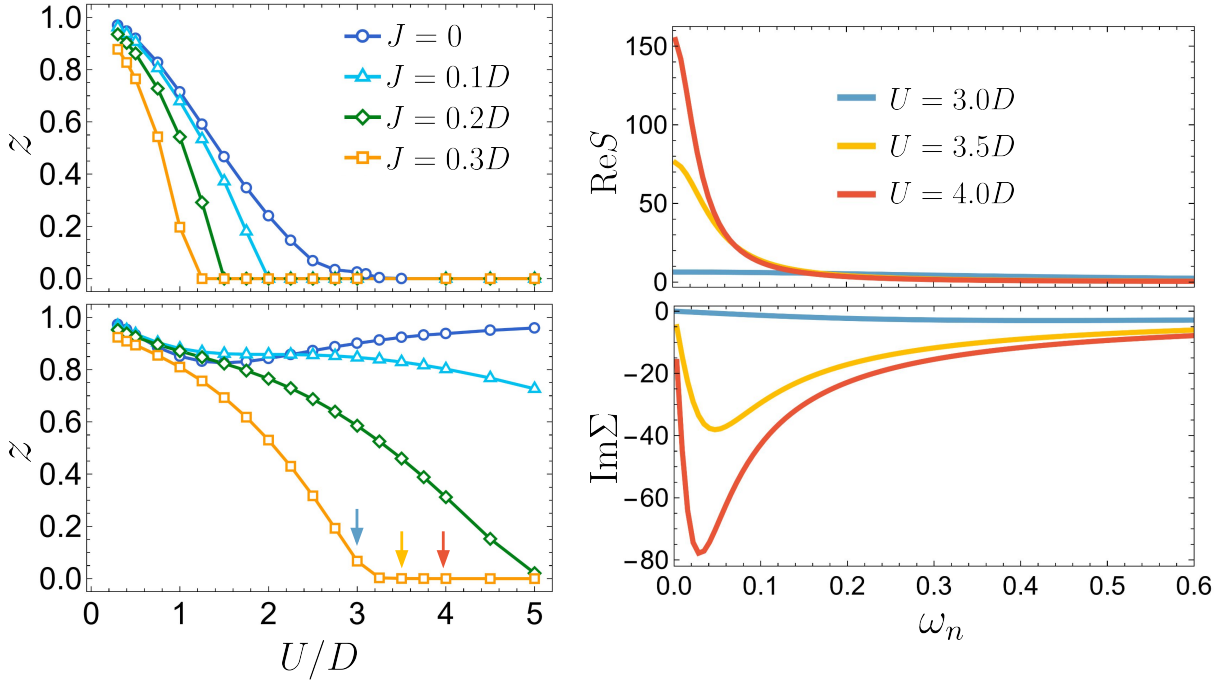 z
1.0
0.8
0.6
0.4
0.2
0.0
J = 0
J = 0.1D
J = 0.2D
J = 0.3D
z
1.0
0.8
0.6
0.4
0.2
0.0
0 1 2 3 4 5
U/D
ReS
150
100
50
0
U = 3.0D
U = 3.5D
U = 4.0D
ImΣ
0
−20
−40
−60
−80
0.0 0.1 0.2 0.3 0.4 0.5 0.6
ωn